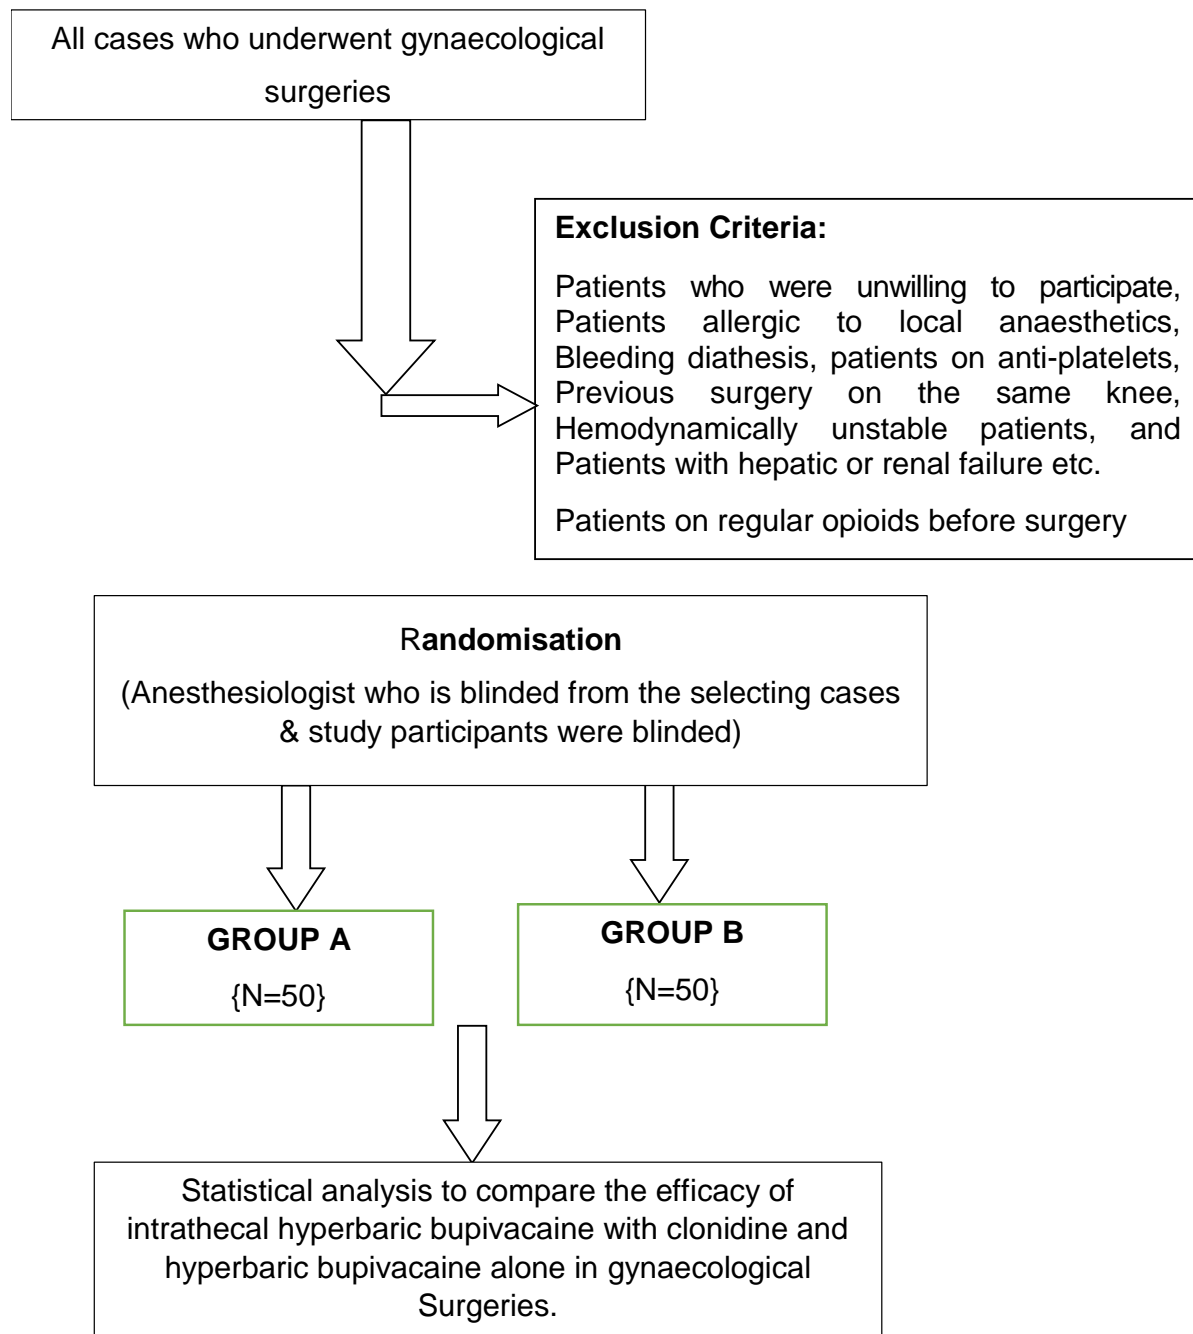 All cases who underwent gynaecological
surgeries
Exclusion Criteria:
Patients who were unwilling to participate,
Patients allergic to local anaesthetics,
Bleeding diathesis, patients on anti-platelets,
Previous surgery on the same knee,
Hemodynamically unstable patients, and
Patients with hepatic or renal failure etc.
Patients on regular opioids before surgery
Randomisation
(Anesthesiologist who is blinded from the selecting cases
& study participants were blinded)
GROUP A
{N=50}
GROUP B
{N=50}
Statistical analysis to compare the efficacy of
intrathecal hyperbaric bupivacaine with clonidine and
hyperbaric bupivacaine alone in gynaecological
Surgeries.